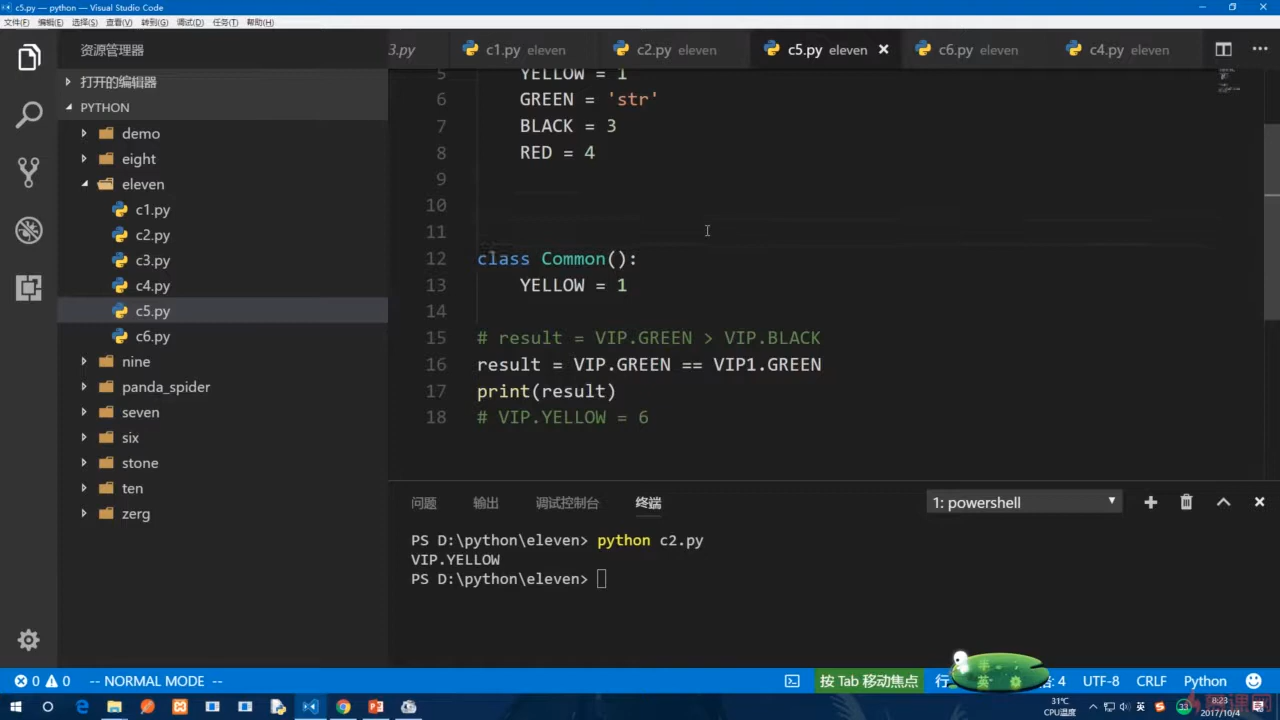 c5.py — python — Visual Studio Code
文件(F) 编辑(E) 选择(S) 查看(V) 转到(G) 调试(D) 任务(T) 帮助(H)
资源管理器
3.py c1.py eleven c2.py eleven c5.py eleven c6.py eleven c4.py eleven
打开的编辑器
PYTHON
demo
eight
eleven
c1.py
c2.py
c3.py
c4.py
c5.py
c6.py
nine
panda_spider
seven
six
stone
ten
zerg
5 YELLOW = 1
6 GREEN = 'str'
7 BLACK = 3
8 RED = 4
9
10
11
12 class Common():
13 YELLOW = 1
14
15 # result = VIP.GREEN > VIP.BLACK
16 result = VIP.GREEN == VIP1.GREEN
17 print(result)
18 # VIP.YELLOW = 6
问题 输出 调试控制台 终端 1: powershell
PS D:\python\eleven> python c2.py
VIP.YELLOW
PS D:\python\eleven>
0 0 -- NORMAL MODE -- 按 Tab 移动焦点 行 4 UTF-8 CRLF Python
31°C
CPU温度
英
33
8:23
2017/10/4